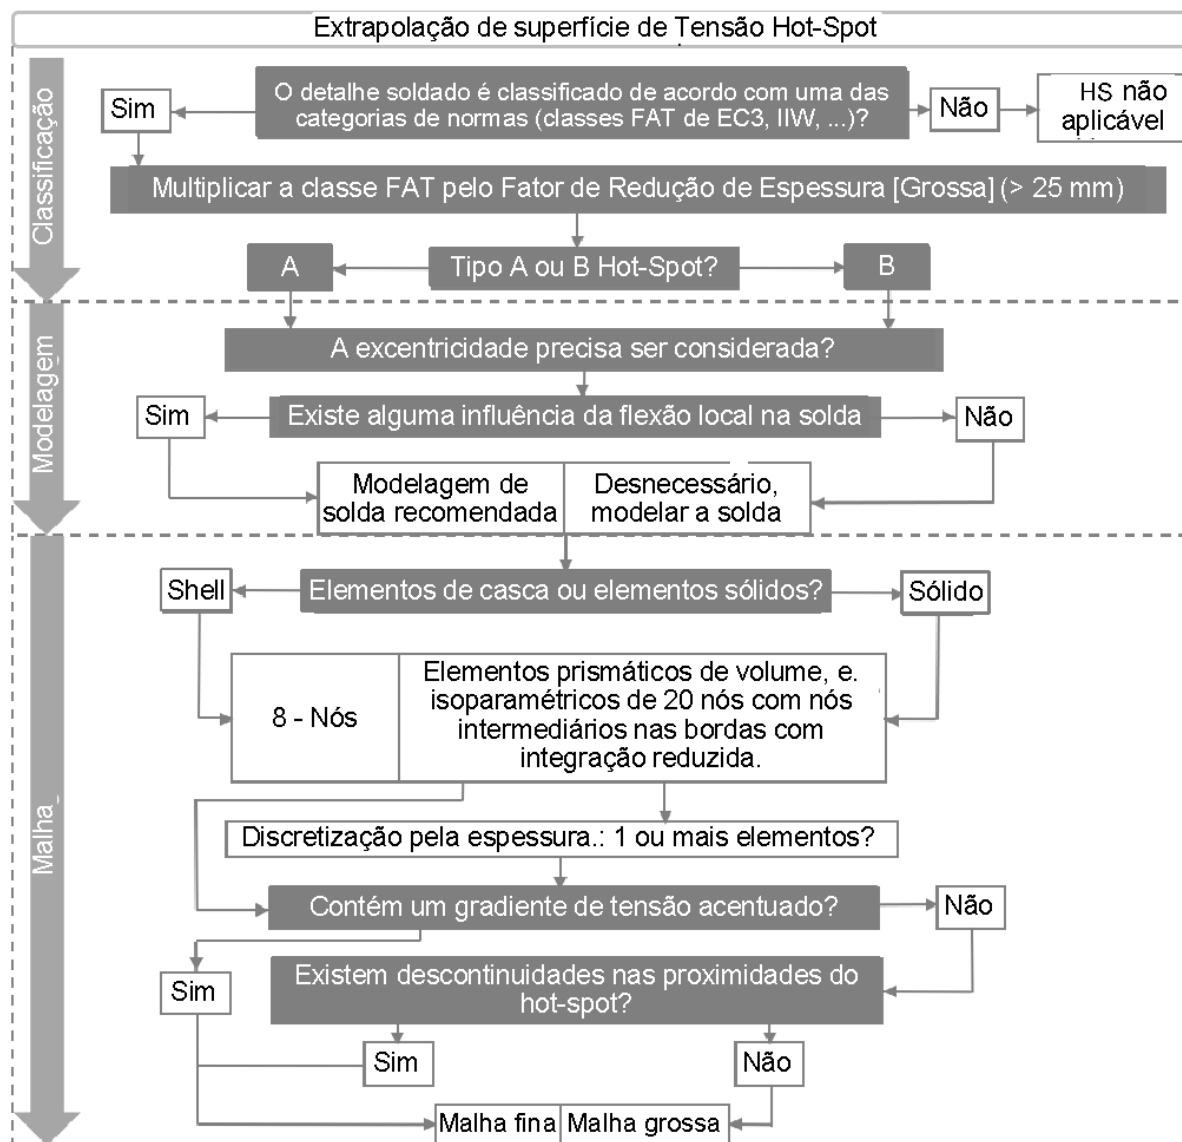 Extrapolação de superfície de Tensão Hot-Spot
Classificação
O detalhe soldado é classificado de acordo com uma das
categorias de normas (classes FAT de EC3, IIW, ...)?
Sim
Não
HS não
aplicável
Multiplicar a classe FAT pelo Fator de Redução de Espessura [Grossa] (> 25 mm)
A
Tipo A ou B Hot-Spot?
B
Modelagem
A excentricidade precisa ser considerada?
Sim
Existe alguma influência da flexão local na solda
Não
Modelagem de
solda recomendada
Desnecessário,
modelar a solda
Malha
Shell
Elementos de casca ou elementos sólidos?
Sólido
8 - Nós
Elementos prismáticos de volume, e.
isoparamétricos de 20 nós com nós
intermediários nas bordas com
integração reduzida.
Discretização pela espessura.: 1 ou mais elementos?
Contém um gradiente de tensão acentuado?
Não
Sim
Existem descontinuidades nas proximidades do
hot-spot?
Sim
Não
Malha fina
Malha grossa